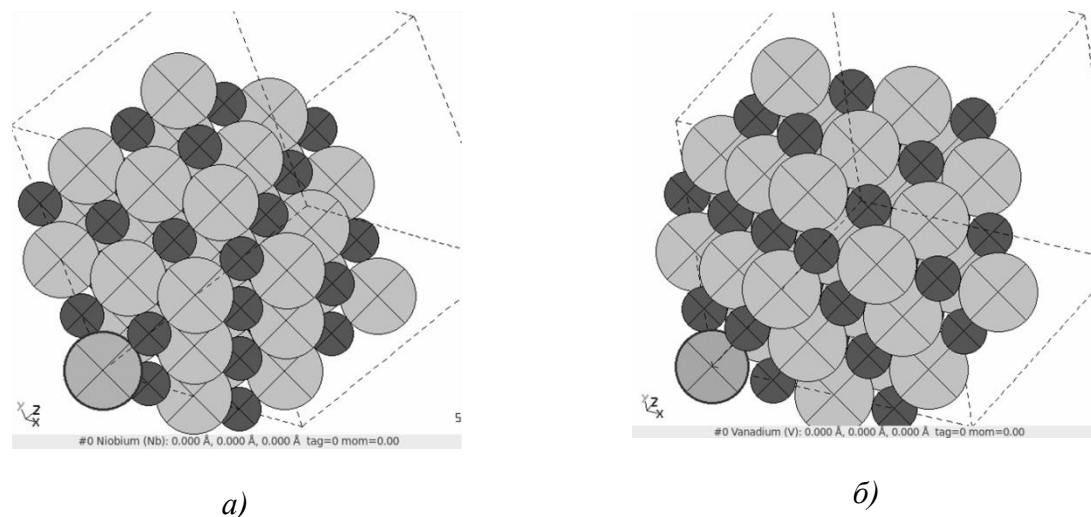 Y Z
X
S
#0 Niobium (Nb): 0.000 Å, 0.000 Å, 0.000 Å tag=0 mom=0.00
а)
Y Z
X
#0 Vanadium (V): 0.000 Å, 0.000 Å, 0.000 Å tag=0 mom=0.00
б)